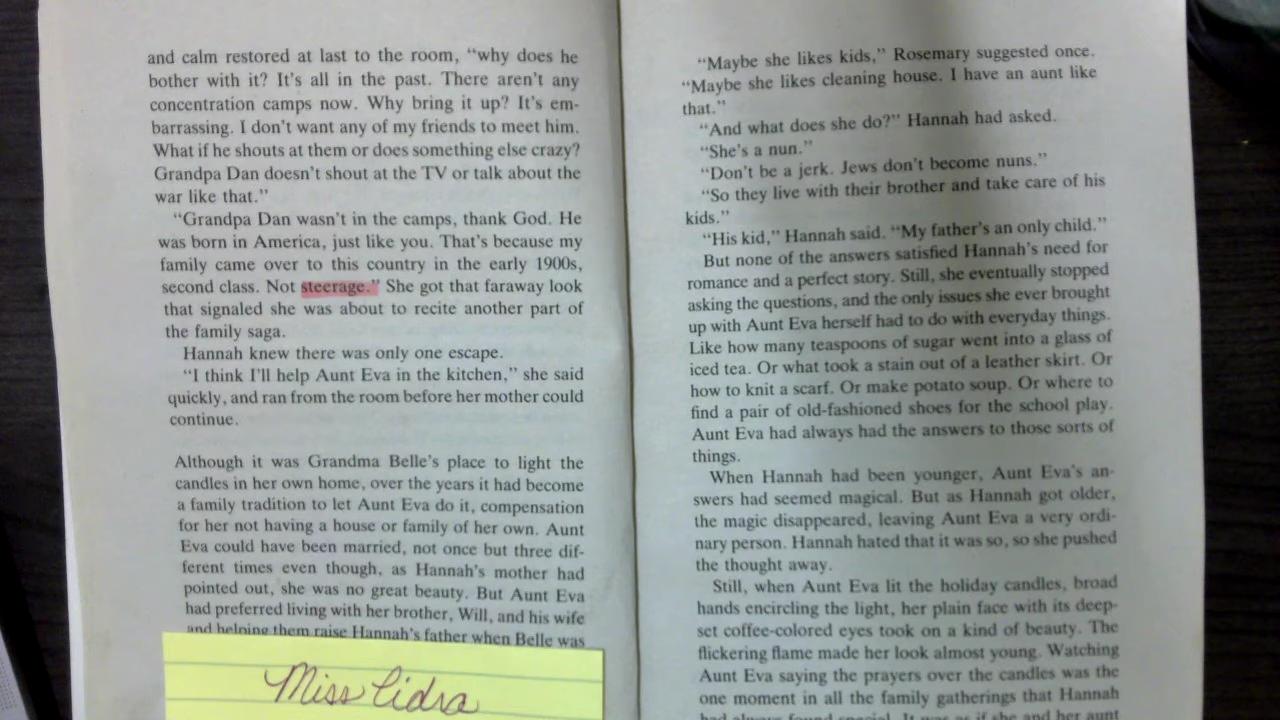 and calm restored at last to the room, “why does he
bother with it? It’s all in the past. There aren’t any
concentration camps now. Why bring it up? It’s em-
barrassing. I don’t want any of my friends to meet him.
What if he shouts at them or does something else crazy?
Grandpa Dan doesn’t shout at the TV or talk about the
war like that.”
“Grandpa Dan wasn’t in the camps, thank God. He
was born in America, just like you. That’s because my
family came over to this country in the early 1900s,
second class. Not steerage.” She got that faraway look
that signaled she was about to recite another part of
the family saga.
Hannah knew there was only one escape.
“I think I’ll help Aunt Eva in the kitchen,” she said
quickly, and ran from the room before her mother could
continue.
Although it was Grandma Belle’s place to light the
candles in her own home, over the years it had become
a family tradition to let Aunt Eva do it, compensation
for her not having a house or family of her own. Aunt
Eva could have been married, not once but three dif-
ferent times even though, as Hannah’s mother had
pointed out, she was no great beauty. But Aunt Eva
had preferred living with her brother, Will, and his wife
and helping them raise Hannah’s father when Belle was
Miss
“Maybe she likes kids,” Rosemary suggested once.
“Maybe she likes cleaning house. I have an aunt like
that.”
“And what does she do?” Hannah had asked.
“She’s a nun.”
“Don’t be a jerk. Jews don’t become nuns.”
“So they live with their brother and take care of his
kids.”
“His kid,” Hannah said. “My father’s an only child.”
But none of the answers satisfied Hannah’s need for
romance and a perfect story. Still, she eventually stopped
asking the questions, and the only issues she ever brought
up with Aunt Eva herself had to do with everyday things.
Like how many teaspoons of sugar went into a glass of
iced tea. Or what took a stain out of a leather skirt. Or
how to knit a scarf. Or make potato soup. Or where to
find a pair of old-fashioned shoes for the school play.
Aunt Eva had always had the answers to those sorts of
things.
When Hannah had been younger, Aunt Eva’s an-
swers had seemed magical. But as Hannah got older,
the magic disappeared, leaving Aunt Eva a very ordi-
nary person. Hannah hated that it was so, so she pushed
the thought away.
Still, when Aunt Eva lit the holiday candles, broad
hands encircling the light, her plain face with its deep-
set coffee-colored eyes took on a kind of beauty. The
flickering flame made her look almost young. Watching
Aunt Eva saying the prayers over the candles was the
one moment in all the family gatherings that Hannah
had always found special. It was as if she and her aunt